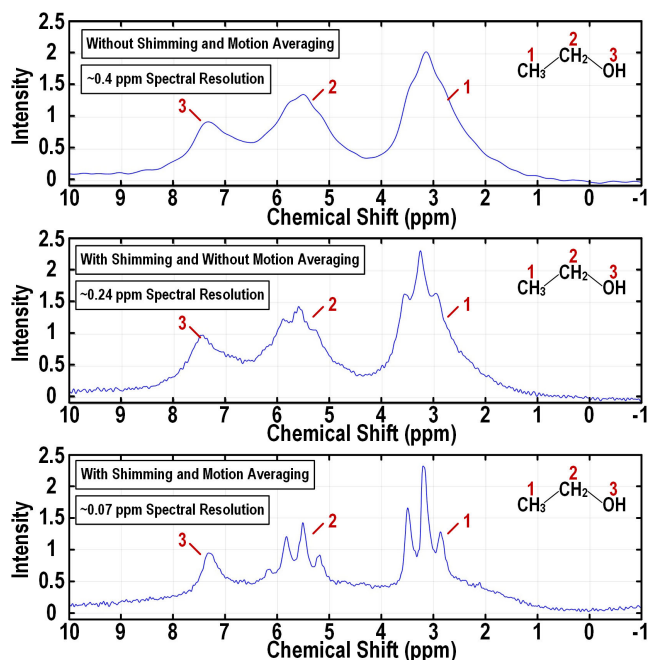 2.5
2
1.5
1
0.5
0
Intensity
Without Shimming and Motion Averaging
~0.4 ppm Spectral Resolution
3
2
1
1 2 3
CH₃ CH₂ OH
10 9 8 7 6 5 4 3 2 1 0 -1
Chemical Shift (ppm)
2.5
2
1.5
1
0.5
0
Intensity
With Shimming and Without Motion Averaging
~0.24 ppm Spectral Resolution
3
2
1
1 2 3
CH₃ CH₂ OH
10 9 8 7 6 5 4 3 2 1 0 -1
Chemical Shift (ppm)
2.5
2
1.5
1
0.5
0
Intensity
With Shimming and Motion Averaging
~0.07 ppm Spectral Resolution
3
2
1
1 2 3
CH₃ CH₂ OH
10 9 8 7 6 5 4 3 2 1 0 -1
Chemical Shift (ppm)